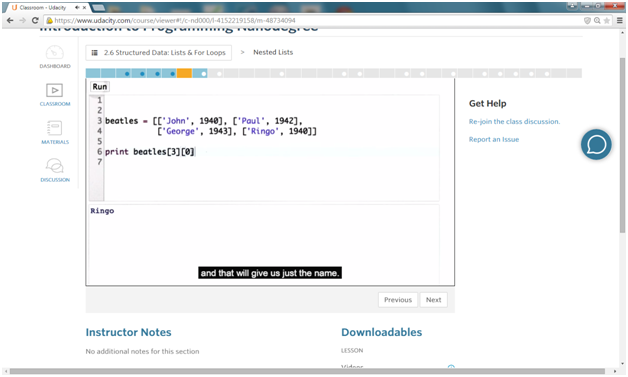 Classroom - Udacity
https://www.udacity.com/course/viewer#!/c-nd000/l-4152219158/m-48734094
Introduction to Programming Nanodegree
2.6 Structured Data: Lists & For Loops > Nested Lists
DASHBOARD
CLASSROOM
MATERIALS
DISCUSSION
Run
1
2
3 beatles = [['John', 1940], ['Paul', 1942],
4 ['George', 1943], ['Ringo', 1940]]
5
6 print beatles[3][0]
7
Ringo
and that will give us just the name.
Get Help
Re-join the class discussion.
Report an Issue
Previous Next
Instructor Notes
No additional notes for this section
Downloadables
LESSON
Videos